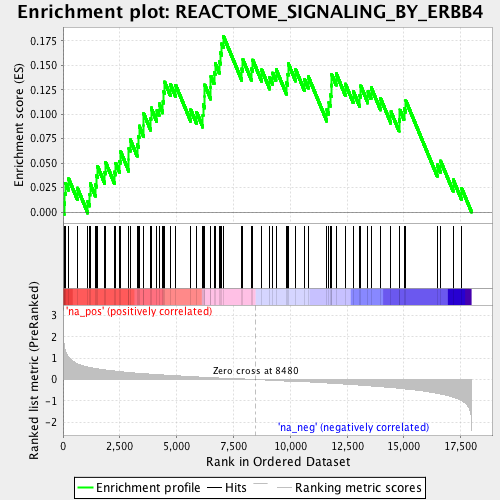 Enrichment plot: REACTOME_SIGNALING_BY_ERBB4
Enrichment score (ES)
0.175
0.150
0.125
0.100
0.075
0.050
0.025
0.000
'na_pos' (positively correlated)
Ranked list metric (PreRanked)
3
2
1
0
-1
-2
Zero cross at 8480
'na_neg' (negatively correlated)
0
2,500
5,000
7,500
10,000
12,500
15,000
17,500
Rank in Ordered Dataset
Enrichment profile
Hits
Ranking metric scores